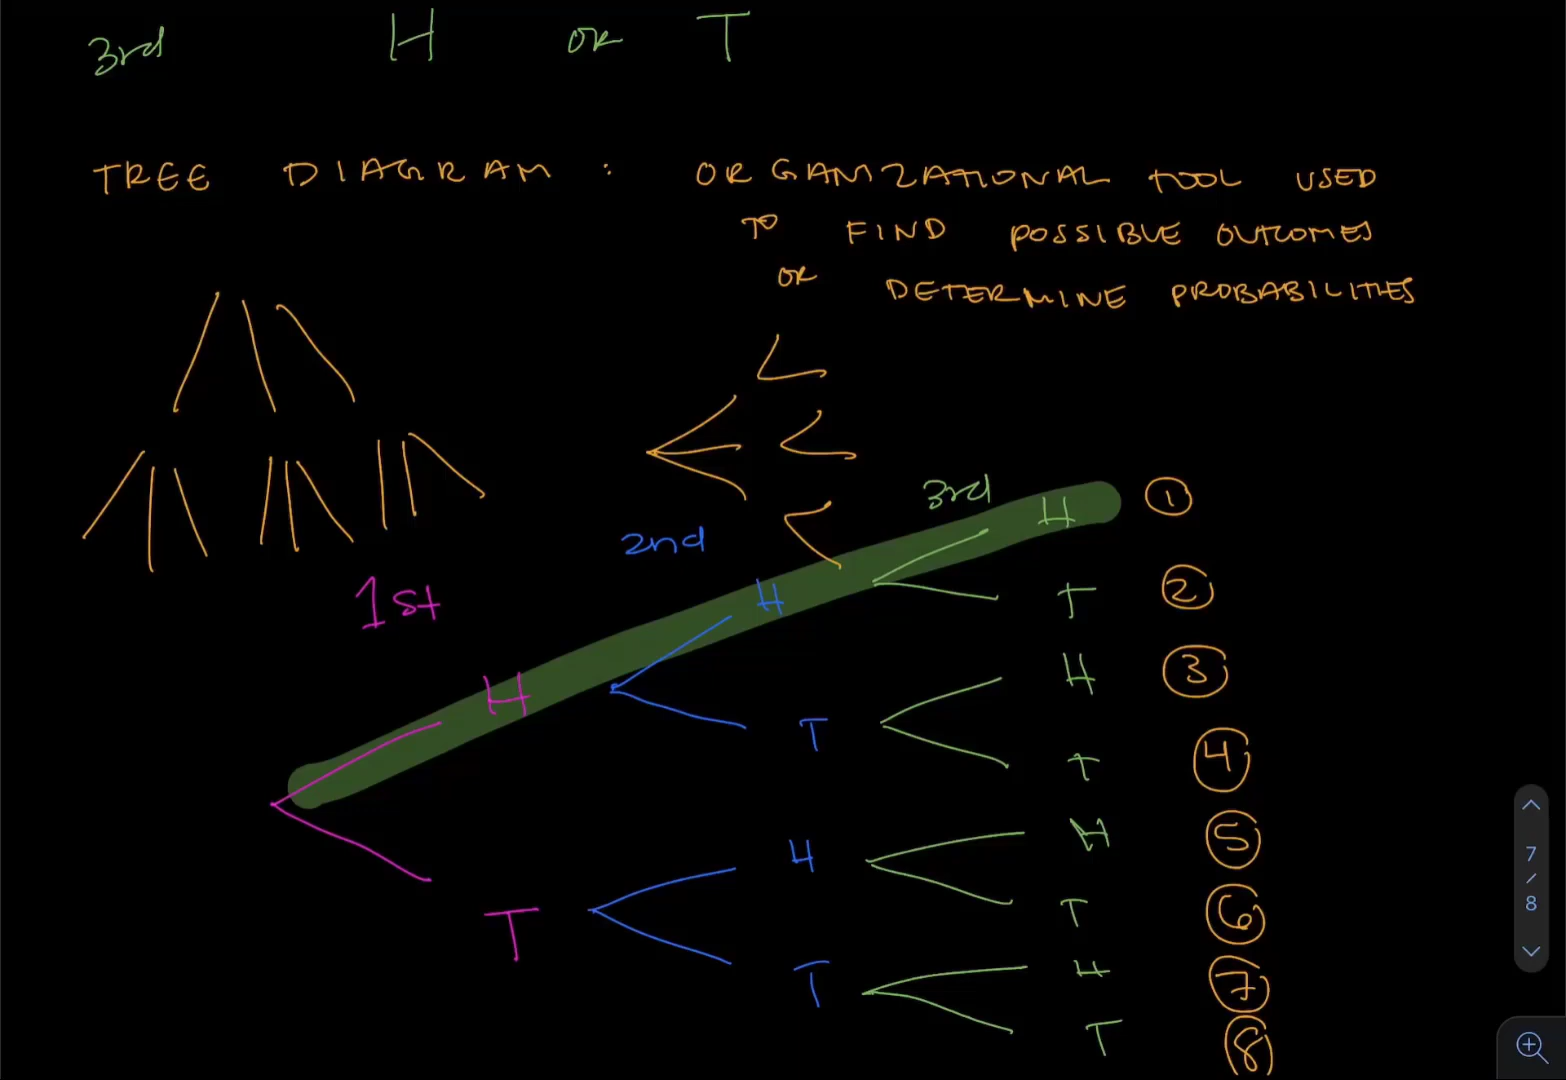 3rd H or T
TREE DIAGRAM : ORGANIZATIONAL TOOL USED
TO FIND POSSIBLE OUTCOMES
OR DETERMINE PROBABILITIES
3rd H 1
2nd
1st H H T 2
H 3
T T 4
H H 5
T T 6
T H 7
T 8
7
/
8